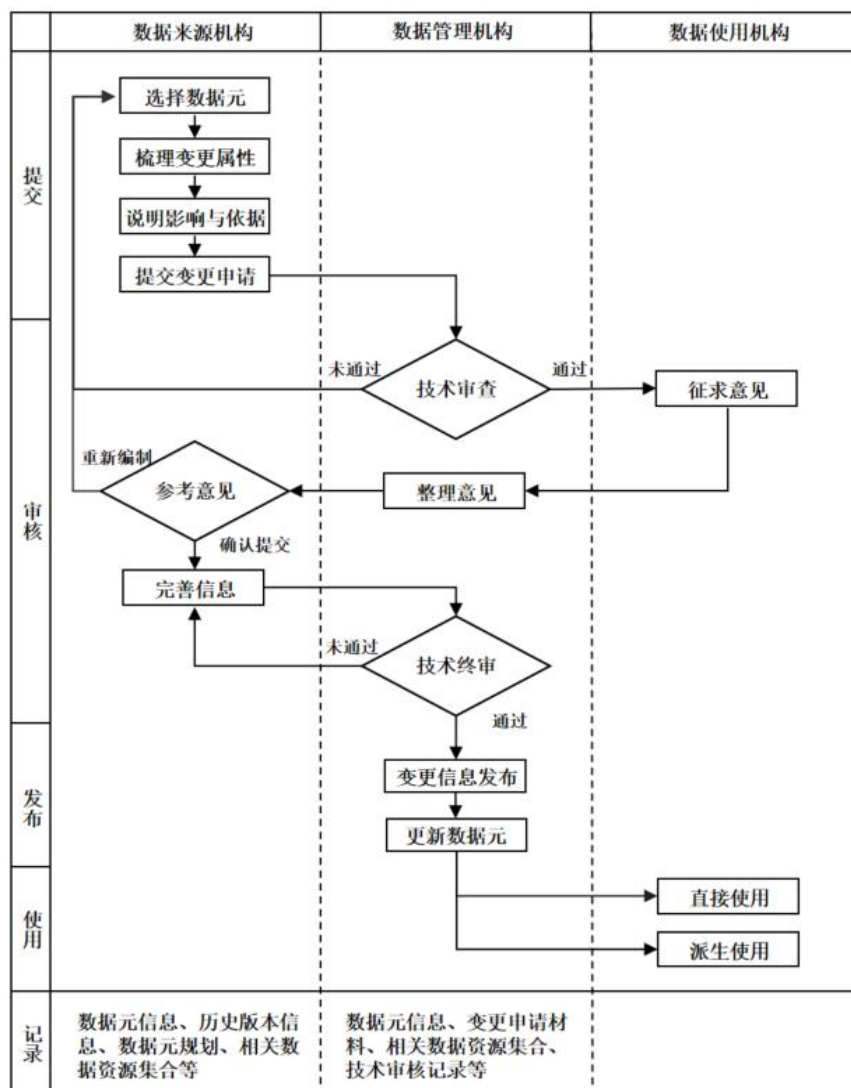 数据来源机构
数据管理机构
数据使用机构
提交
选择数据元
梳理变更属性
说明影响与依据
提交变更申请
审核
未通过
技术审查
通过
征求意见
重新编制
参考意见
整理意见
确认提交
完善信息
未通过
技术终审
通过
发布
变更信息发布
更新数据元
使用
直接使用
派生使用
记录
数据元信息、历史版本信
息、数据元规划、相关数
据资源集合等
数据元信息、变更申请材
料、相关数据资源集合、
技术审核记录等